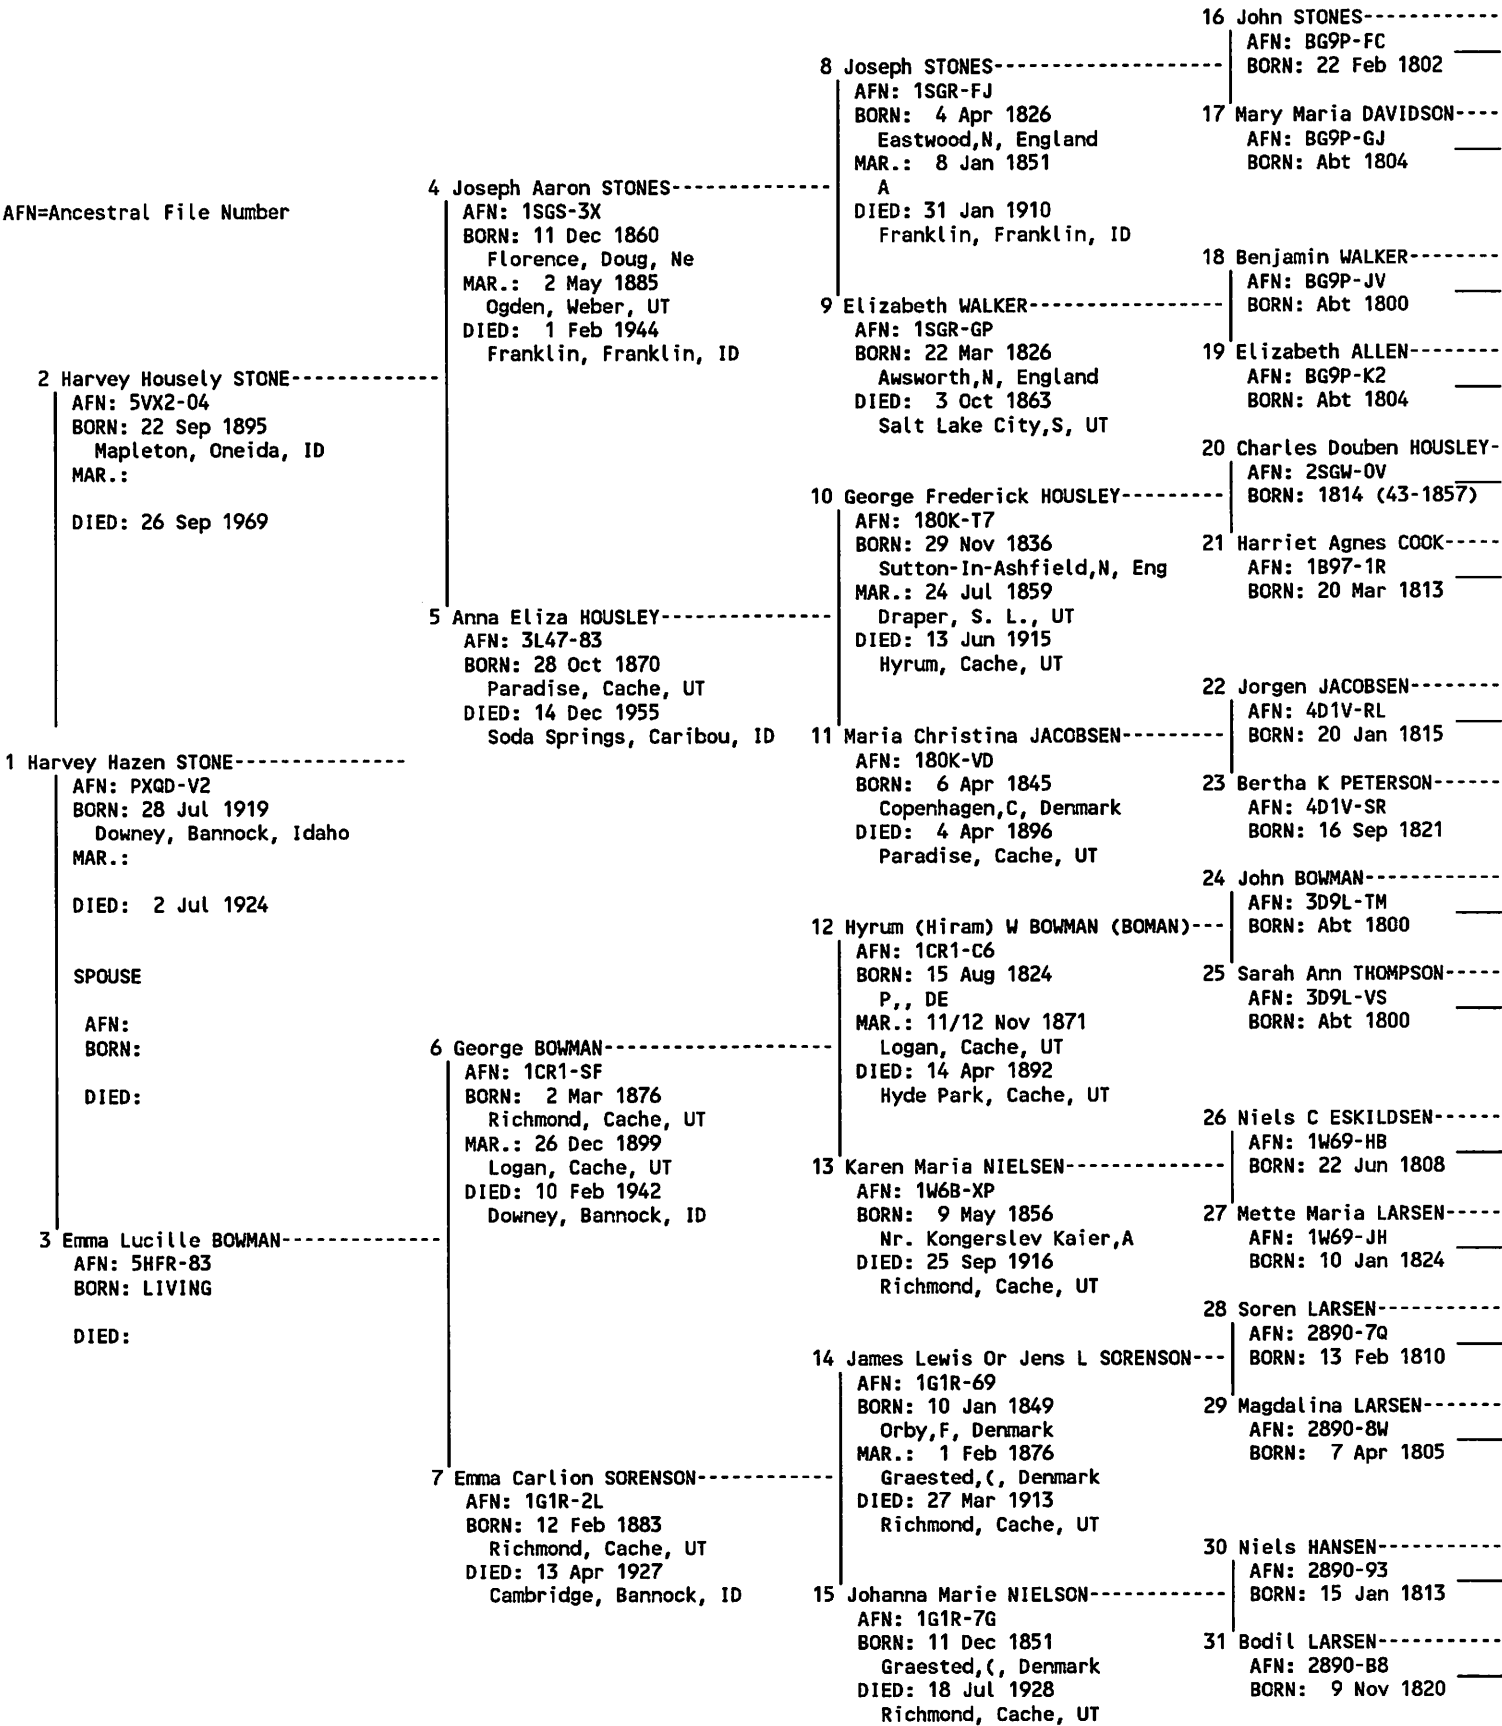 AFN=Ancestral File Number
1 Harvey Hazen STONE--------------
AFN: PXQD-V2
BORN: 28 Jul 1919
Downey, Bannock, Idaho
MAR.:
DIED:  2 Jul 1924
SPOUSE
AFN:
BORN:
DIED:
2 Harvey Housely STONE-------------
AFN: 5VX2-04
BORN: 22 Sep 1895
Mapleton, Oneida, ID
MAR.:
DIED: 26 Sep 1969
3 Emma Lucille BOWMAN-------------
AFN: 5HFR-83
BORN: LIVING
DIED:
4 Joseph Aaron STONES-------------
AFN: 1SGS-3X
BORN: 11 Dec 1860
Florence, Doug, Ne
MAR.:  2 May 1885
Ogden, Weber, UT
DIED:  1 Feb 1944
Franklin, Franklin, ID
5 Anna Eliza HOUSLEY--------------
AFN: 3L47-83
BORN: 28 Oct 1870
Paradise, Cache, UT
DIED: 14 Dec 1955
Soda Springs, Caribou, ID
6 George BOWMAN-------------------
AFN: 1CR1-SF
BORN:  2 Mar 1876
Richmond, Cache, UT
MAR.: 26 Dec 1899
Logan, Cache, UT
DIED: 10 Feb 1942
Downey, Bannock, ID
7 Emma Carlion SORENSON-----------
AFN: 1G1R-2L
BORN: 12 Feb 1883
Richmond, Cache, UT
DIED: 13 Apr 1927
Cambridge, Bannock, ID
8 Joseph STONES-------------------
AFN: 1SGR-FJ
BORN:  4 Apr 1826
Eastwood,N, England
MAR.:  8 Jan 1851
A
DIED: 31 Jan 1910
Franklin, Franklin, ID
9 Elizabeth WALKER----------------
AFN: 1SGR-GP
BORN: 22 Mar 1826
Awsworth,N, England
DIED:  3 Oct 1863
Salt Lake City,S, UT
10 George Frederick HOUSLEY---------
AFN: 180K-T7
BORN: 29 Nov 1836
Sutton-In-Ashfield,N, Eng
MAR.: 24 Jul 1859
Draper, S. L., UT
DIED: 13 Jun 1915
Hyrum, Cache, UT
11 Maria Christina JACOBSEN---------
AFN: 180K-VD
BORN:  6 Apr 1845
Copenhagen,C, Denmark
DIED:  4 Apr 1896
Paradise, Cache, UT
12 Hyrum (Hiram) W BOWMAN (BOMAN)---
AFN: 1CR1-C6
BORN: 15 Aug 1824
P,, DE
MAR.: 11/12 Nov 1871
Logan, Cache, UT
DIED: 14 Apr 1892
Hyde Park, Cache, UT
13 Karen Maria NIELSEN--------------
AFN: 1W6B-XP
BORN:  9 May 1856
Nr. Kongerslev Kaier,A
DIED: 25 Sep 1916
Richmond, Cache, UT
14 James Lewis Or Jens L SORENSON---
AFN: 1G1R-69
BORN: 10 Jan 1849
Orby,F, Denmark
MAR.:  1 Feb 1876
Graested,(, Denmark
DIED: 27 Mar 1913
Richmond, Cache, UT
15 Johanna Marie NIELSON------------
AFN: 1G1R-7G
BORN: 11 Dec 1851
Graested,(, Denmark
DIED: 18 Jul 1928
Richmond, Cache, UT
16 John STONES------------
AFN: BG9P-FC
BORN: 22 Feb 1802
17 Mary Maria DAVIDSON----
AFN: BG9P-GJ
BORN: Abt 1804
18 Benjamin WALKER--------
AFN: BG9P-JV
BORN: Abt 1800
19 Elizabeth ALLEN--------
AFN: BG9P-K2
BORN: Abt 1804
20 Charles Douben HOUSLEY-
AFN: 2SGW-0V
BORN: 1814 (43-1857)
21 Harriet Agnes COOK-----
AFN: 1B97-1R
BORN: 20 Mar 1813
22 Jorgen JACOBSEN--------
AFN: 4D1V-RL
BORN: 20 Jan 1815
23 Bertha K PETERSON------
AFN: 4D1V-SR
BORN: 16 Sep 1821
24 John BOWMAN------------
AFN: 3D9L-TM
BORN: Abt 1800
25 Sarah Ann THOMPSON-----
AFN: 3D9L-VS
BORN: Abt 1800
26 Niels C ESKILDSEN------
AFN: 1W69-HB
BORN: 22 Jun 1808
27 Mette Maria LARSEN-----
AFN: 1W69-JH
BORN: 10 Jan 1824
28 Soren LARSEN-----------
AFN: 2890-7Q
BORN: 13 Feb 1810
29 Magdalina LARSEN-------
AFN: 2890-8W
BORN:  7 Apr 1805
30 Niels HANSEN-----------
AFN: 2890-93
BORN: 15 Jan 1813
31 Bodil LARSEN-----------
AFN: 2890-B8
BORN:  9 Nov 1820